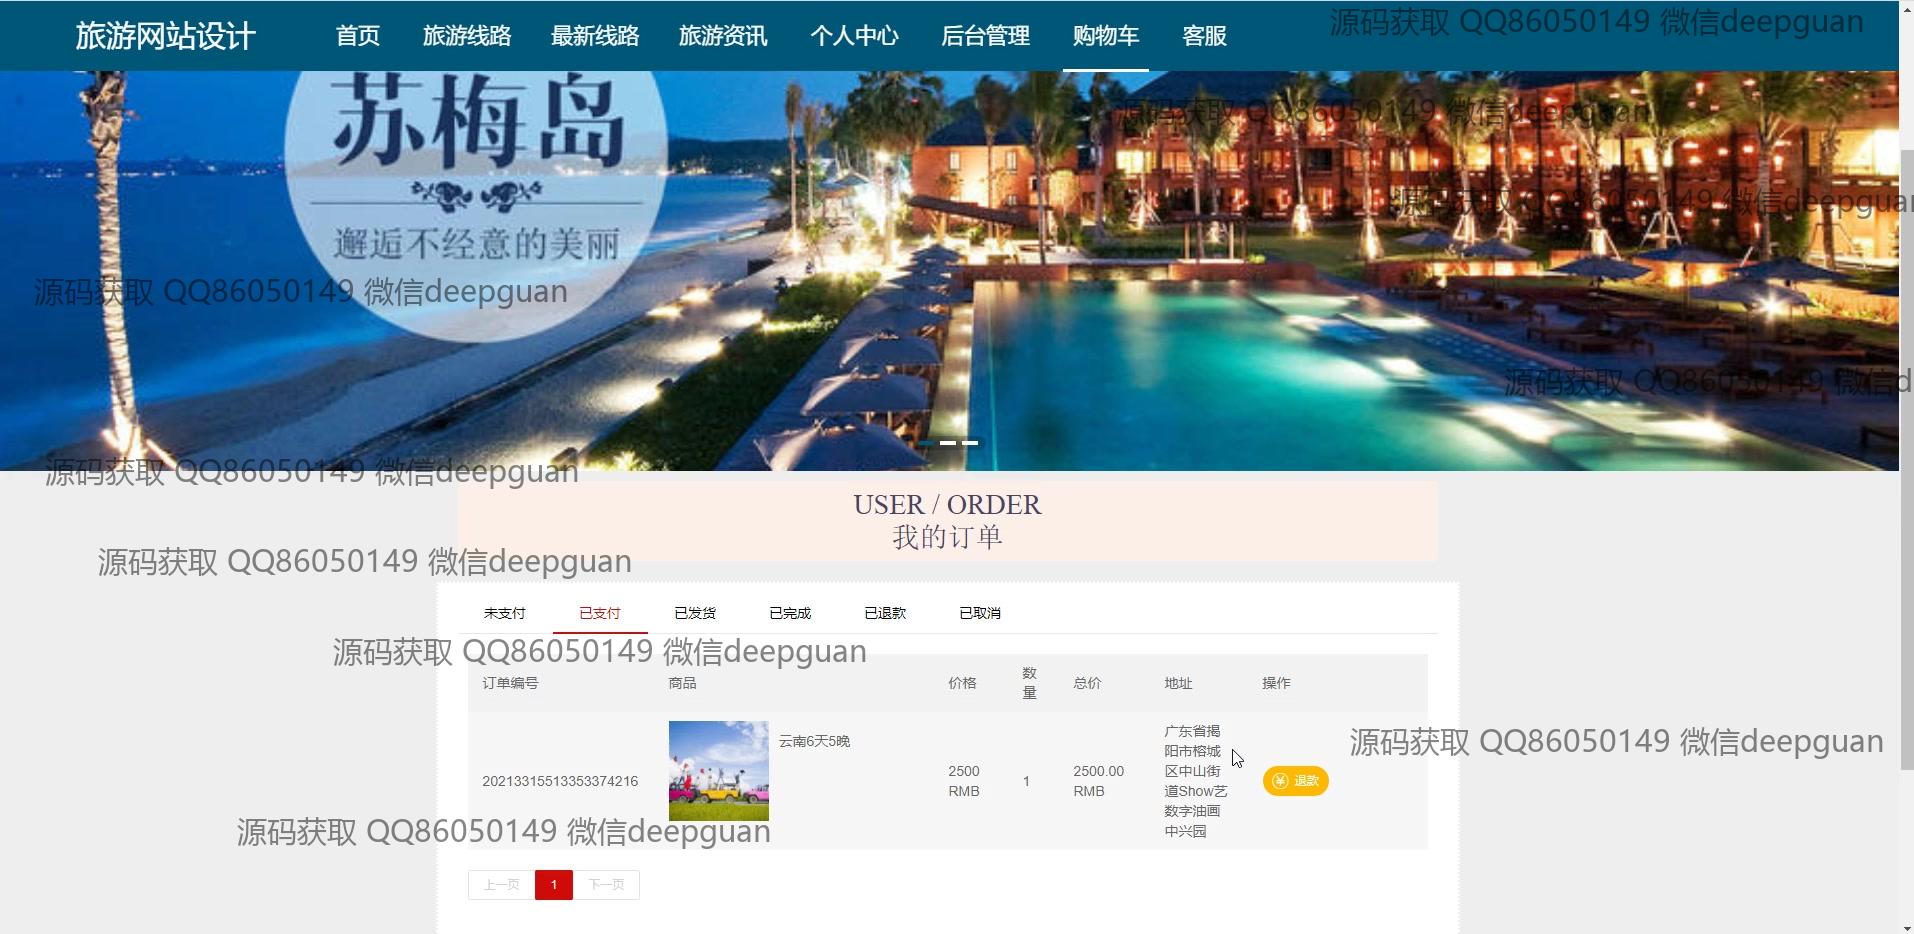 旅游网站设计 首页 旅游线路 最新线路 旅游资讯 个人中心 后台管理 购物车 客服
源码获取 QQ86050149 微信deepguan
苏梅岛
源码获取 QQ86050149 微信deepguan
源码获取 QQ86050149 微信deepguan
邂逅不经意的美丽
源码获取 QQ86050149 微信deepguan
源码获取 QQ86050149 微信d
源码获取 QQ86050149 微信deepguan
USER / ORDER
我的订单
源码获取 QQ86050149 微信deepguan
未支付 已支付 已发货 已完成 已退款 已取消
源码获取 QQ86050149 微信deepguan
订单编号 商品 价格 数量 总价 地址 操作
20213315513353374216 云南6天5晚 2500 RMB 1 2500.00 RMB
广东省揭
阳市榕城
区中山街
道Show艺
数字油画
中兴园
退款
源码获取 QQ86050149 微信deepguan
源码获取 QQ86050149 微信deepguan
上一页 1 下一页